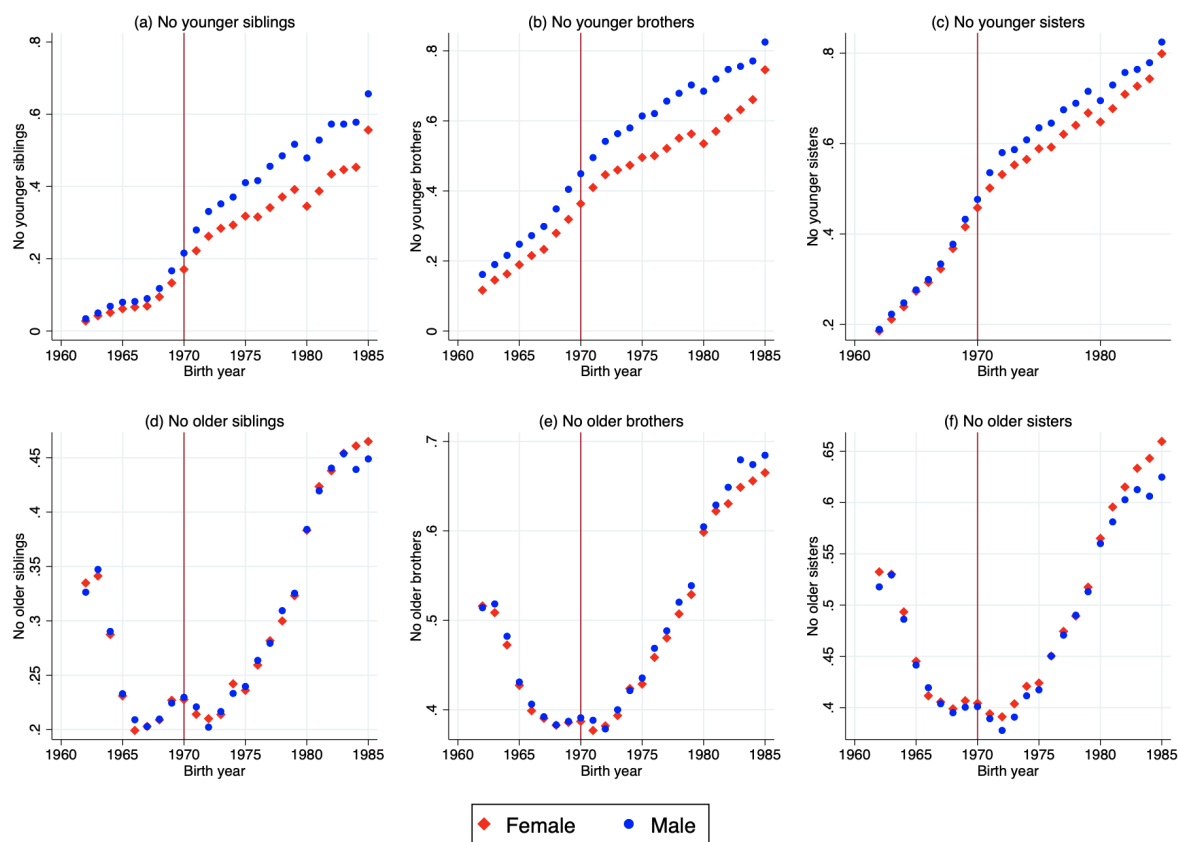 (a) No younger siblings
No younger siblings
.8
.6
.4
.2
0
1960 1965 1970 1975 1980 1985
Birth year
(b) No younger brothers
No younger brothers
.8
.6
.4
.2
0
1960 1965 1970 1975 1980 1985
Birth year
(c) No younger sisters
No younger sisters
.8
.6
.4
.2
1960 1970 1980
Birth year
(d) No older siblings
No older siblings
.45
.4
.35
.3
.25
.2
1960 1965 1970 1975 1980 1985
Birth year
(e) No older brothers
No older brothers
.7
.6
.5
.4
1960 1965 1970 1975 1980 1985
Birth year
(f) No older sisters
No older sisters
.65
.6
.55
.5
.45
.4
1960 1965 1970 1975 1980 1985
Birth year
Female Male